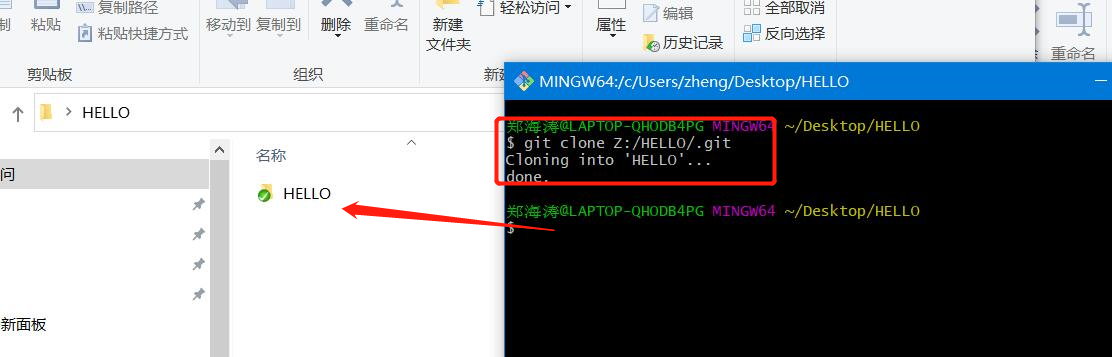 复制路径
粘贴
粘贴快捷方式
剪贴板
移动到
复制到
删除
重命名
组织
新建
文件夹
轻松访问
新建
属性
编辑
历史记录
全部取消
反向选择
重命名
HELLO
问
新面板
名称
HELLO
MINGW64:/c/Users/zheng/Desktop/HELLO
郑海涛@LAPTOP-QHODB4PG MINGW64 ~/Desktop/HELLO
$ git clone Z:/HELLO/.git
Cloning into 'HELLO'...
done.
郑海涛@LAPTOP-QHODB4PG MINGW64 ~/Desktop/HELLO
$